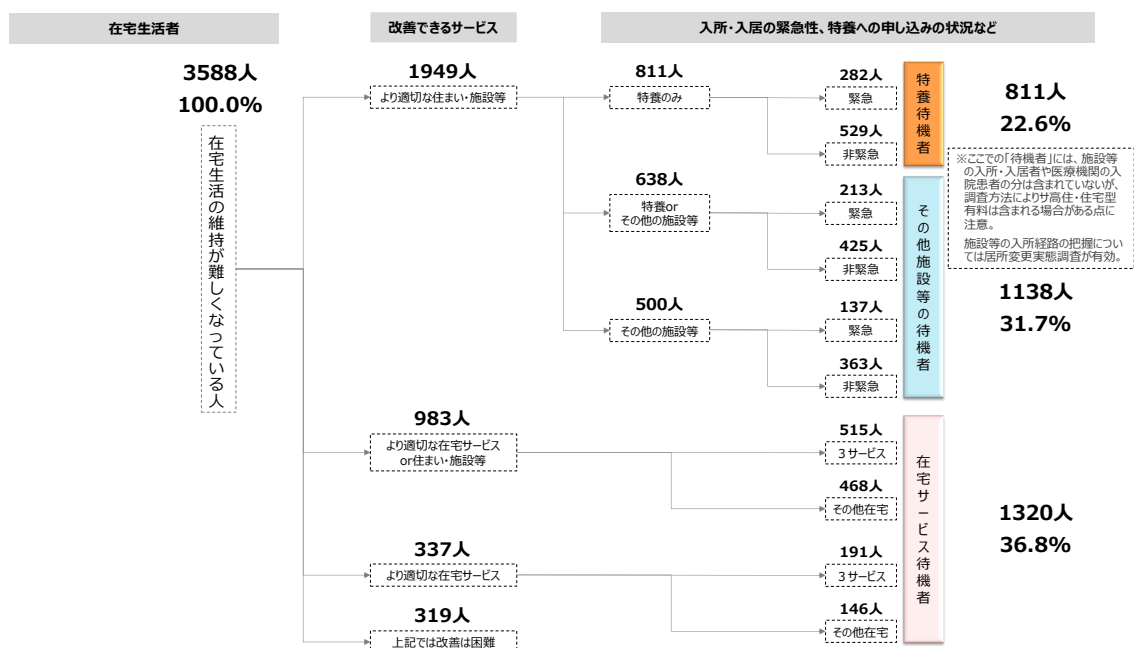 在宅生活者
改善できるサービス
入所・入居の緊急性、特養への申し込みの状況など
3588人
100.0%
在宅生活の維持が難しくなっている人
1949人
より適切な住まい・施設等
811人
特養のみ
282人
緊急
529人
非緊急
特養待機者
811人
22.6%
※ここでの「待機者」には、施設等
の入所・入居者や医療機関の入
院患者の分は含まれていないが、
調査方法によりサ高住・住宅型
有料は含まれる場合がある点に
注意。
施設等の入所経路の把握につい
ては居所変更実態調査が有効。
638人
特養or
その他の施設等
213人
緊急
425人
非緊急
500人
その他の施設等
137人
緊急
363人
非緊急
その他施設等の待機者
1138人
31.7%
983人
より適切な在宅サービス
or住まい・施設等
515人
3サービス
468人
その他在宅
337人
より適切な在宅サービス
191人
3サービス
146人
その他在宅
在宅サービス待機者
1320人
36.8%
319人
上記では改善は困難